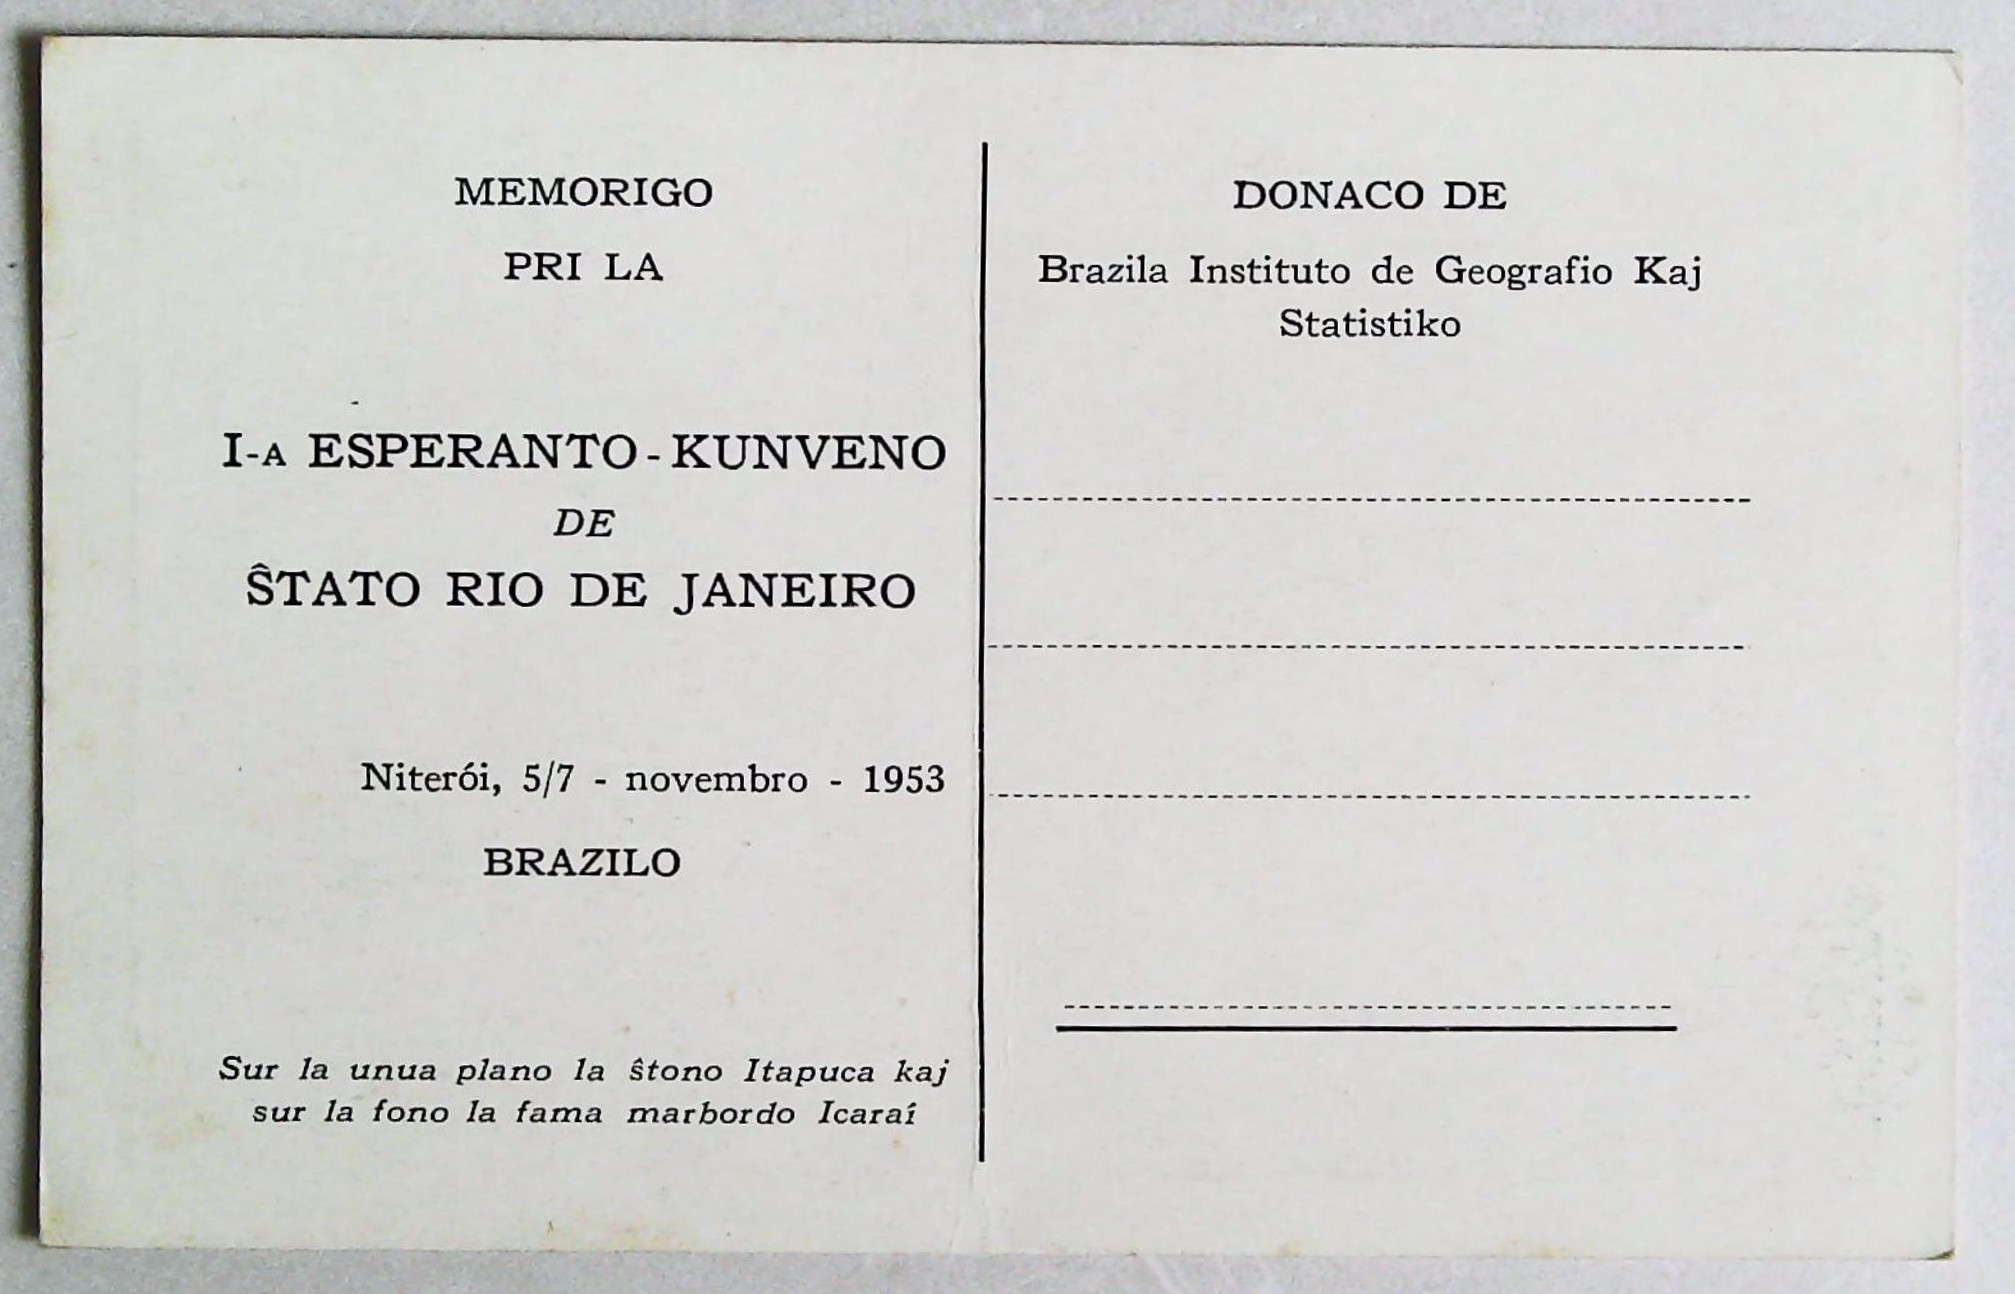 MEMORIGO
PRI LA
I-A ESPERANTO-KUNVENO
DE
ŜTATO RIO DE JANEIRO
Niterói, 5/7 - novembro - 1953
BRAZILO
Sur la unua plano la ŝtono Itapuca kaj
sur la fono la fama marbordo Icaraí
DONACO DE
Brazila Instituto de Geografio Kaj
Statistiko